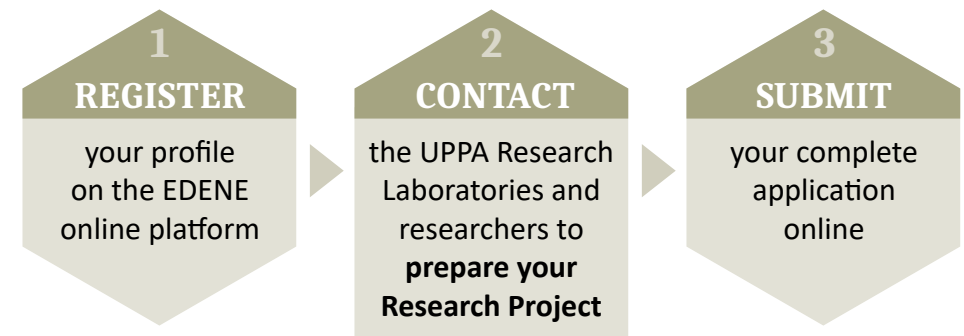 1
REGISTER
your profile
on the EDENE
online platform
2
CONTACT
the UPPA Research
Laboratories and
researchers to
prepare your
Research Project
3
SUBMIT
your complete
application
online